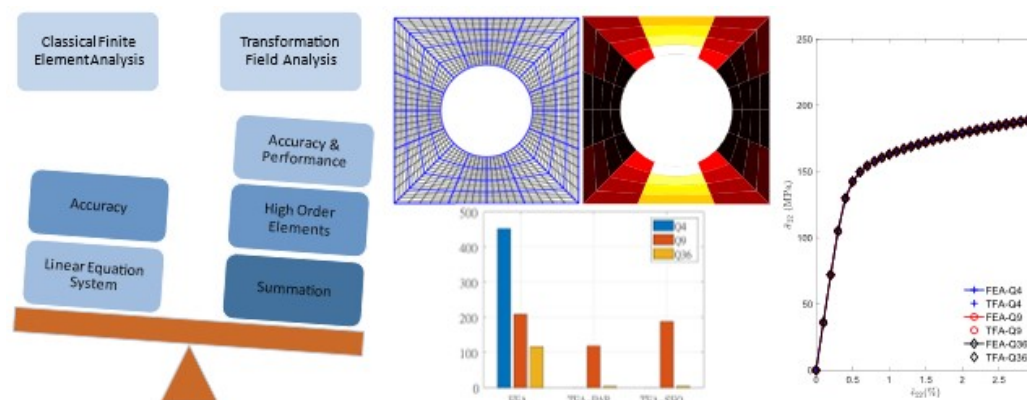 Classical Finite
Element Analysis
Transformation
Field Analysis
Accuracy &
Performance
Accuracy
High Order
Elements
Linear Equation
System
Summation
500
400
300
200
100
0
Q4
Q9
Q36
FEA
250
200
150
100
50
0
σ̄₂₂ (MPa)
FEA-Q4
TFA-Q4
FEA-Q9
TFA-Q9
FEA-Q36
TFA-Q36
0
0.5
1
1.5
2
2.5
(%)